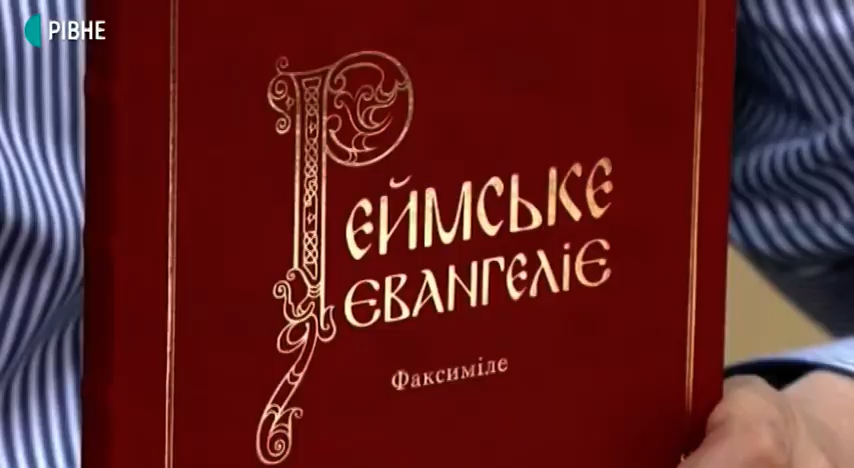 РІВНЕ
Реймське
Євангеліє
Факсиміле